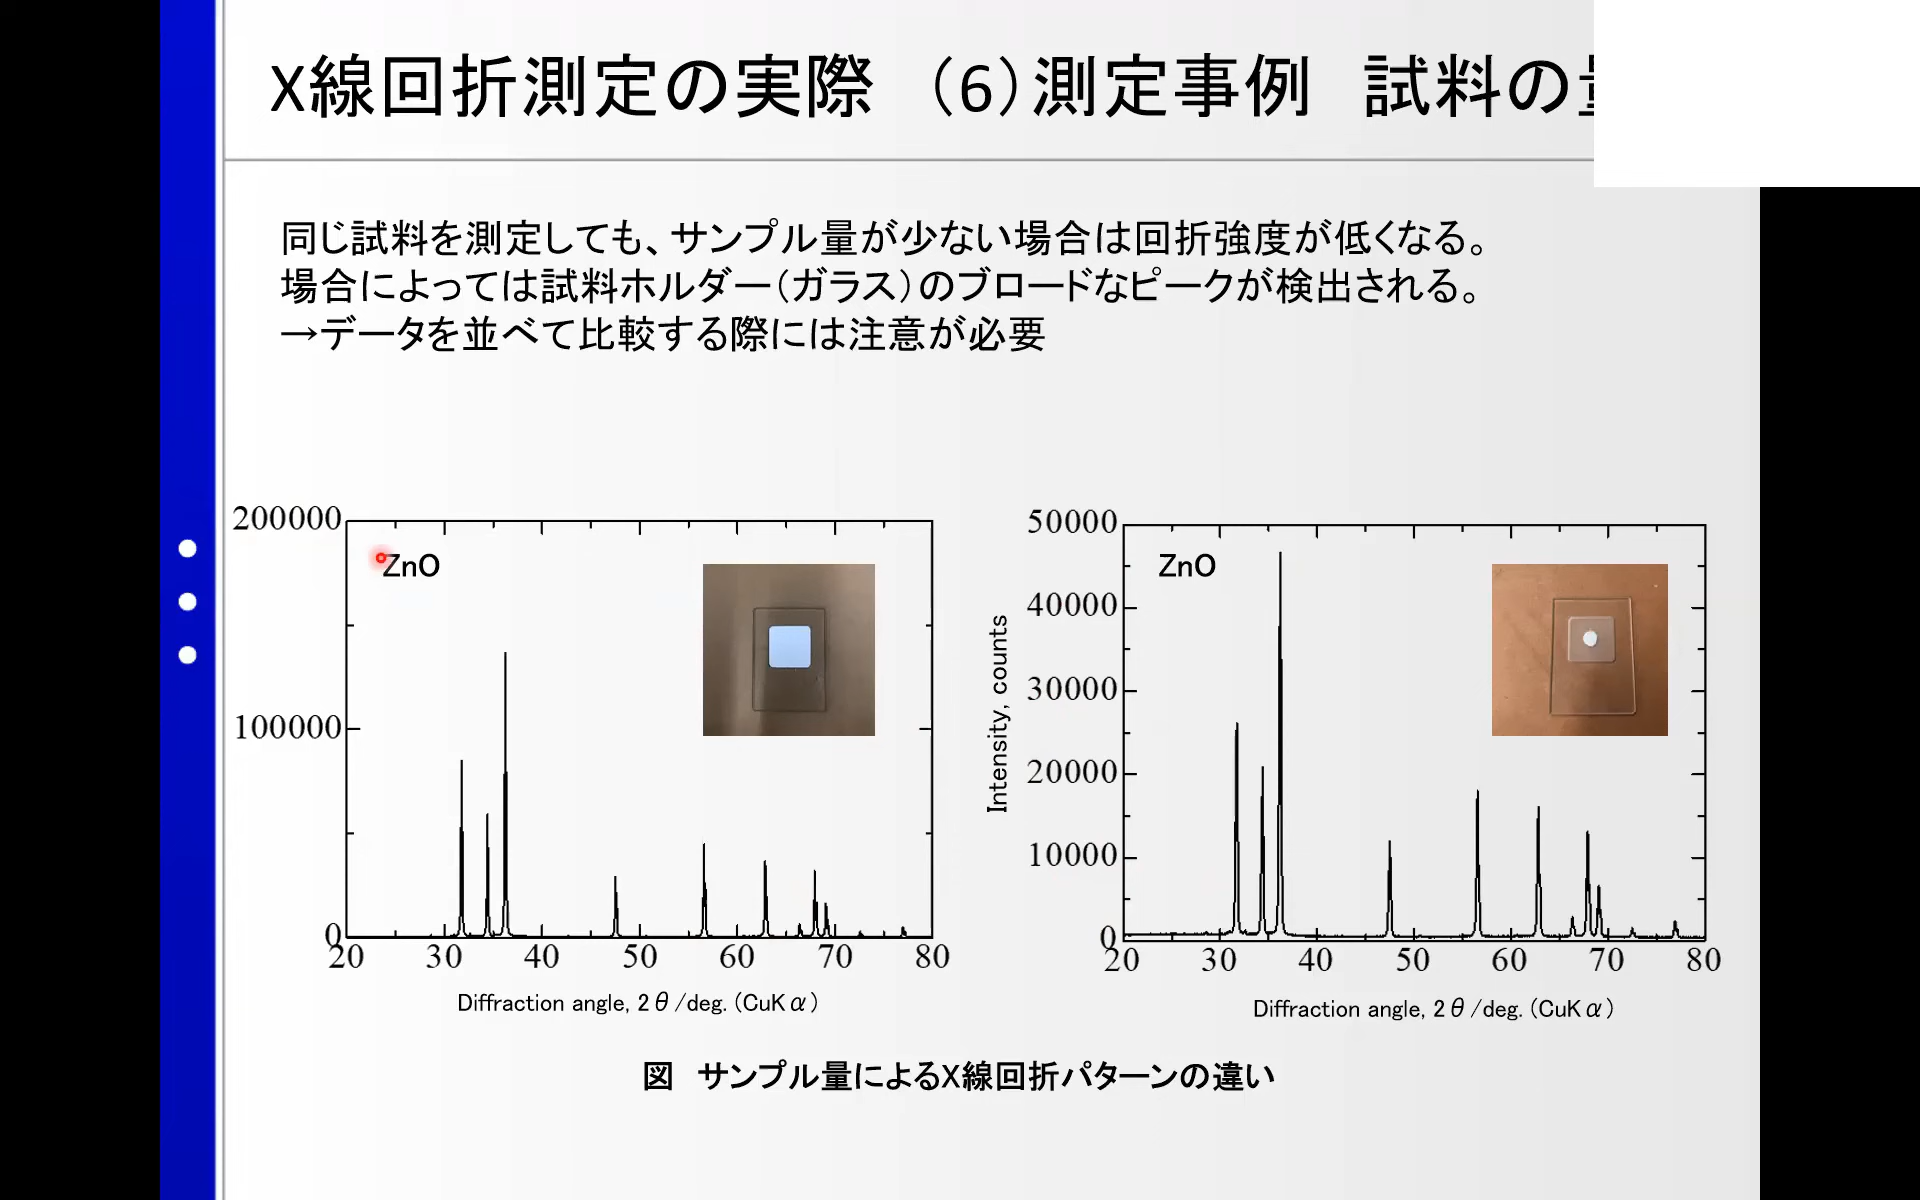 X線回折測定の実際　（6）測定事例　試料の
同じ試料を測定しても、サンプル量が少ない場合は回折強度が低くなる。
場合によっては試料ホルダー（ガラス）のブロードなピークが検出される。
→データを並べて比較する際には注意が必要
200000
100000
0
ZnO
20 30 40 50 60 70 80
Diffraction angle, 2θ/deg.（CuKα）
Intensity, counts
50000
40000
30000
20000
10000
0
ZnO
20 30 40 50 60 70 80
Diffraction angle, 2θ/deg.（CuKα）
図　サンプル量によるX線回折パターンの違い